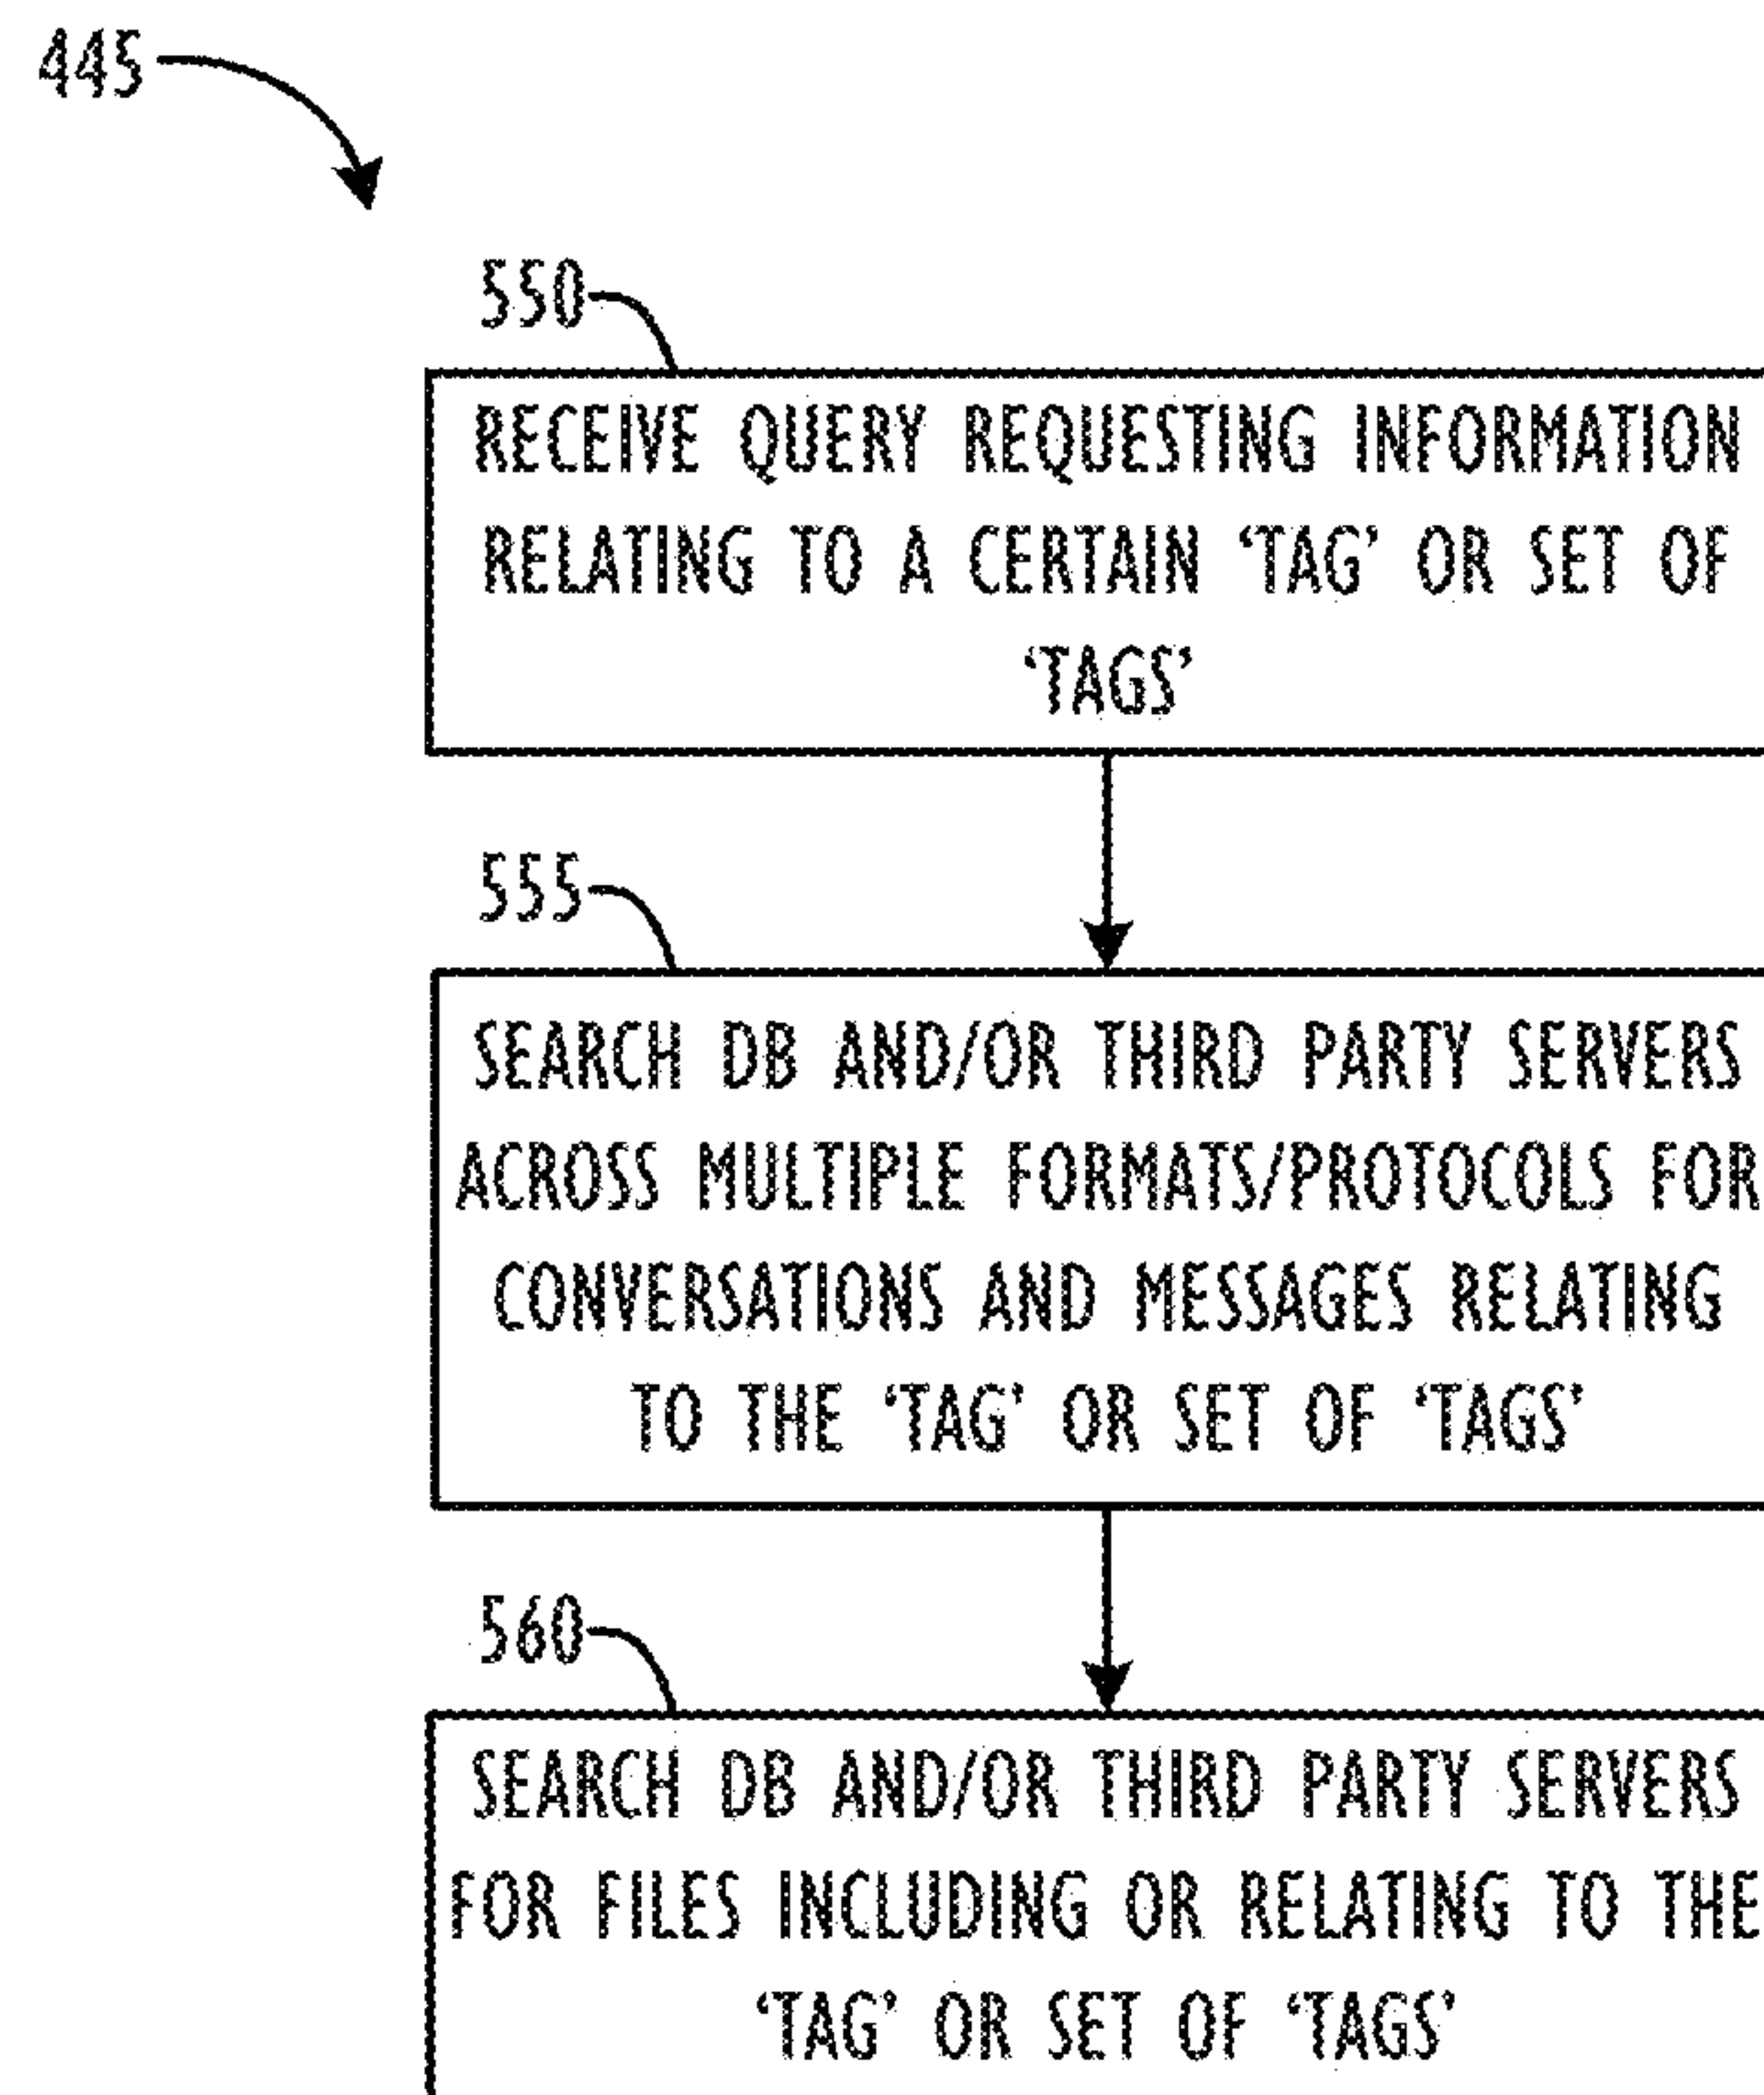 445
550
RECEIVE QUERY REQUESTING INFORMATION
RELATING TO A CERTAIN ‘TAG’ OR SET OF
‘TAGS’
555
SEARCH DB AND/OR THIRD PARTY SERVERS
ACROSS MULTIPLE FORMATS/PROTOCOLS FOR
CONVERSATIONS AND MESSAGES RELATING
TO THE ‘TAG’ OR SET OF ‘TAGS’
560
SEARCH DB AND/OR THIRD PARTY SERVERS
FOR FILES INCLUDING OR RELATING TO THE
‘TAG’ OR SET OF ‘TAGS’